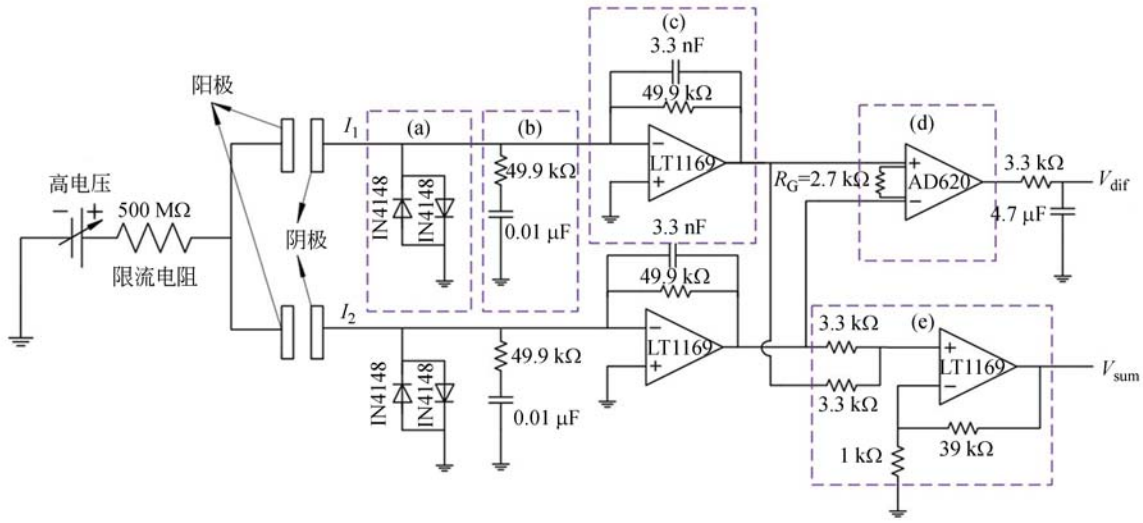 阳极
高电压
− +
500 MΩ
限流电阻
阴极
I₁
(a)
IN4148
IN4148
(b)
49.9 kΩ
0.01 μF
(c)
3.3 nF
49.9 kΩ
−
LT1169
+
(d)
R_G=2.7 kΩ
+
AD620
−
3.3 kΩ
V_dif
4.7 μF
I₂
IN4148
IN4148
49.9 kΩ
0.01 μF
3.3 nF
49.9 kΩ
−
LT1169
+
(e)
3.3 kΩ
3.3 kΩ
+
LT1169
−
V_sum
1 kΩ
39 kΩ